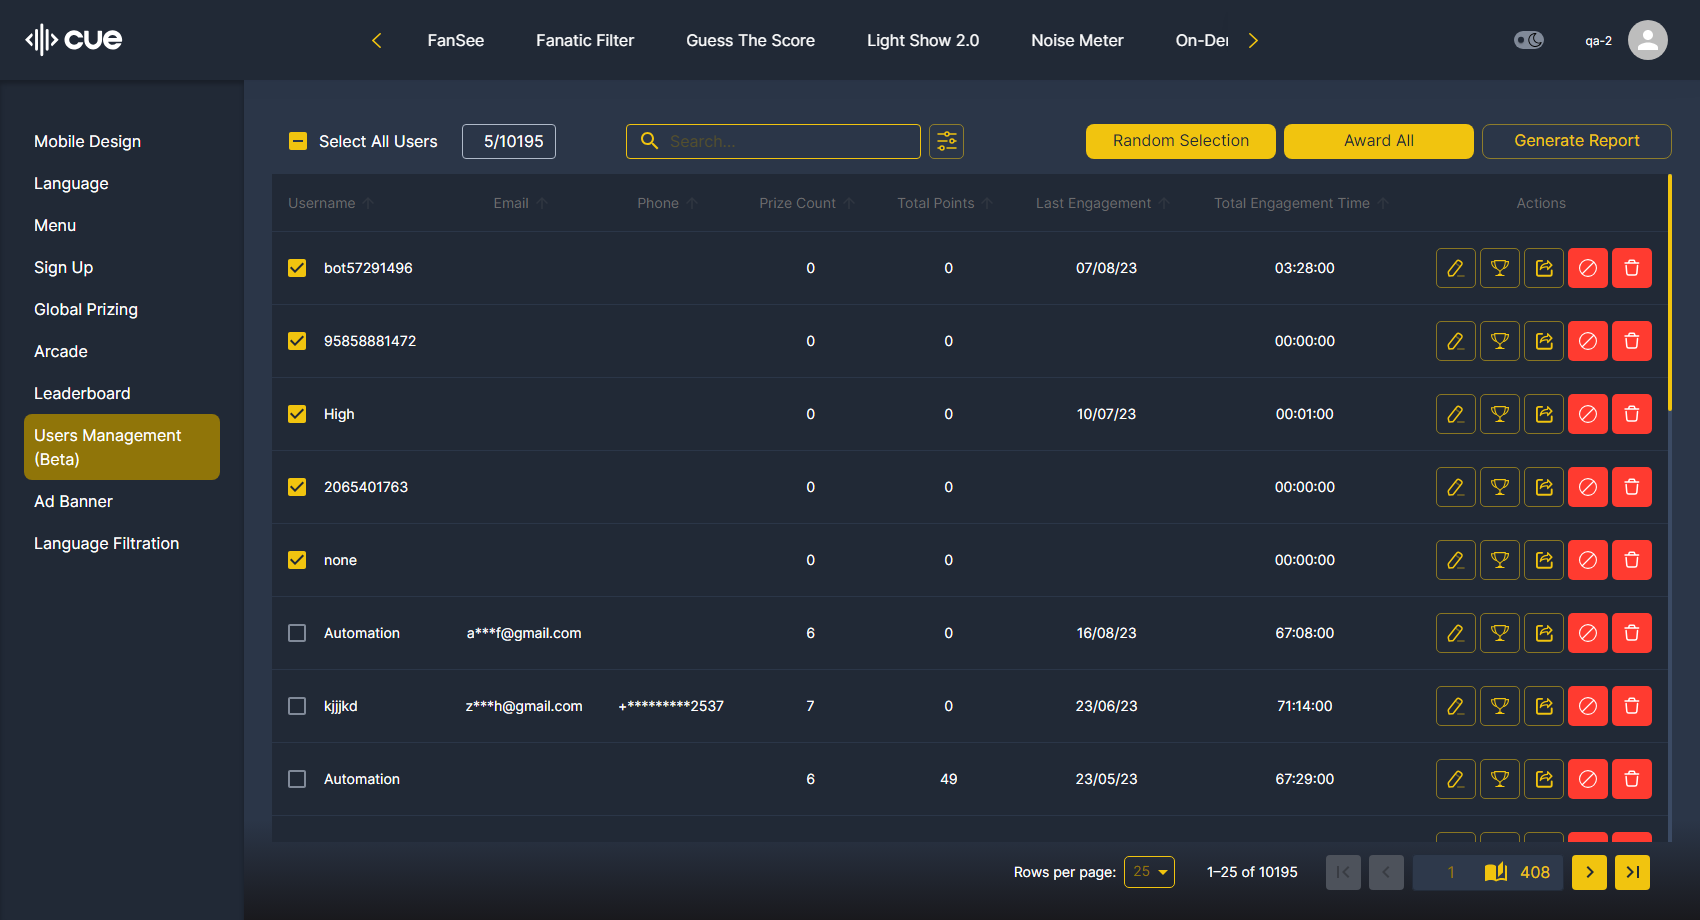 cue
FanSee
Fanatic Filter
Guess The Score
Light Show 2.0
Noise Meter
On-Der
qa-2
Mobile Design
Language
Menu
Sign Up
Global Prizing
Arcade
Leaderboard
Users Management
(Beta)
Ad Banner
Language Filtration
Select All Users
5/10195
Search...
Random Selection
Award All
Generate Report
Username Email Phone Prize Count Total Points Last Engagement Total Engagement Time Actions
bot57291496 0 0 07/08/23 03:28:00
95858881472 0 0 00:00:00
High 0 0 10/07/23 00:01:00
2065401763 0 0 00:00:00
none 0 0 00:00:00
Automation a***f@gmail.com 6 0 16/08/23 67:08:00
kjjjkd z***h@gmail.com +*********2537 7 0 23/06/23 71:14:00
Automation 6 49 23/05/23 67:29:00
Rows per page: 25 1–25 of 10195 1 408